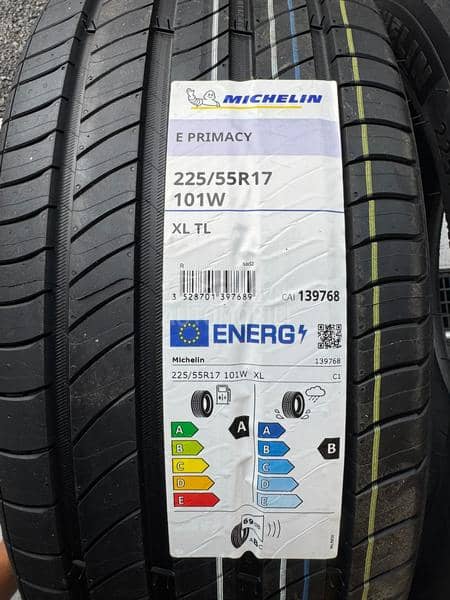 MICHELIN
E PRIMACY
225/55R17
101W
XL TL
R
sad2
3 528701 397689
CAI 139768
ENERG
Michelin
139768
225/55R17 101W XL
C1
A
A
A
B
B
B
C
C
D
D
E
E
69